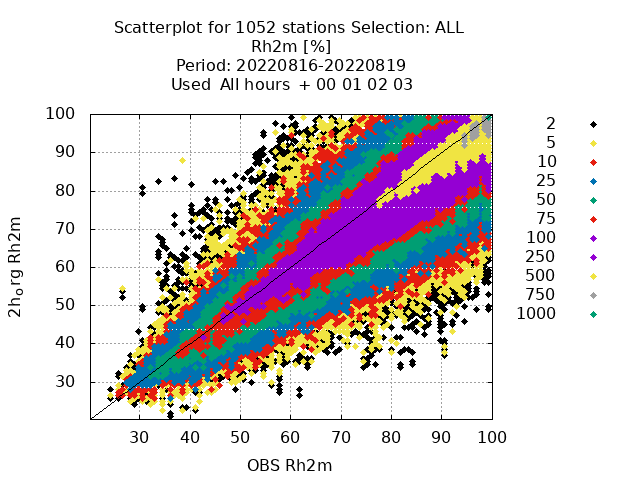 Scatterplot for 1052 stations Selection: ALL
Rh2m [%]
Period: 20220816-20220819
Used  All hours  + 00 01 02 03
100
90
80
70
60
50
40
30
2h_org Rh2m
30 40 50 60 70 80 90 100
OBS Rh2m
2
5
10
25
50
75
100
250
500
750
1000